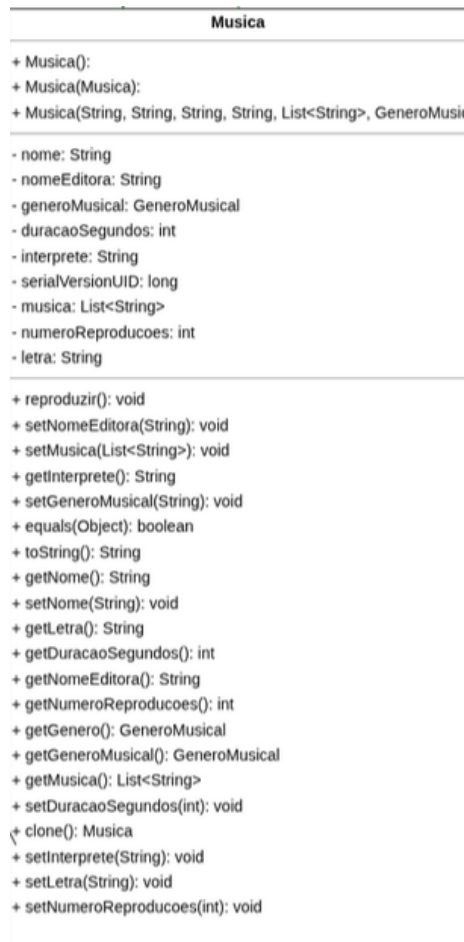 Musica
+ Musica():
+ Musica(Musica):
+ Musica(String, String, String, String, List<String>, GeneroMusic
- nome: String
- nomeEditora: String
- generoMusical: GeneroMusical
- duracaoSegundos: int
- interprete: String
- serialVersionUID: long
- musica: List<String>
- numeroReproducoes: int
- letra: String
+ reproduzir(): void
+ setNomeEditora(String): void
+ setMusica(List<String>): void
+ getInterprete(): String
+ setGeneroMusical(String): void
+ equals(Object): boolean
+ toString(): String
+ getNome(): String
+ setNome(String): void
+ getLetra(): String
+ getDuracaoSegundos(): int
+ getNomeEditora(): String
+ getNumeroReproducoes(): int
+ getGenero(): GeneroMusical
+ getGeneroMusical(): GeneroMusical
+ getMusica(): List<String>
+ setDuracaoSegundos(int): void
+ clone(): Musica
+ setInterprete(String): void
+ setLetra(String): void
+ setNumeroReproducoes(int): void